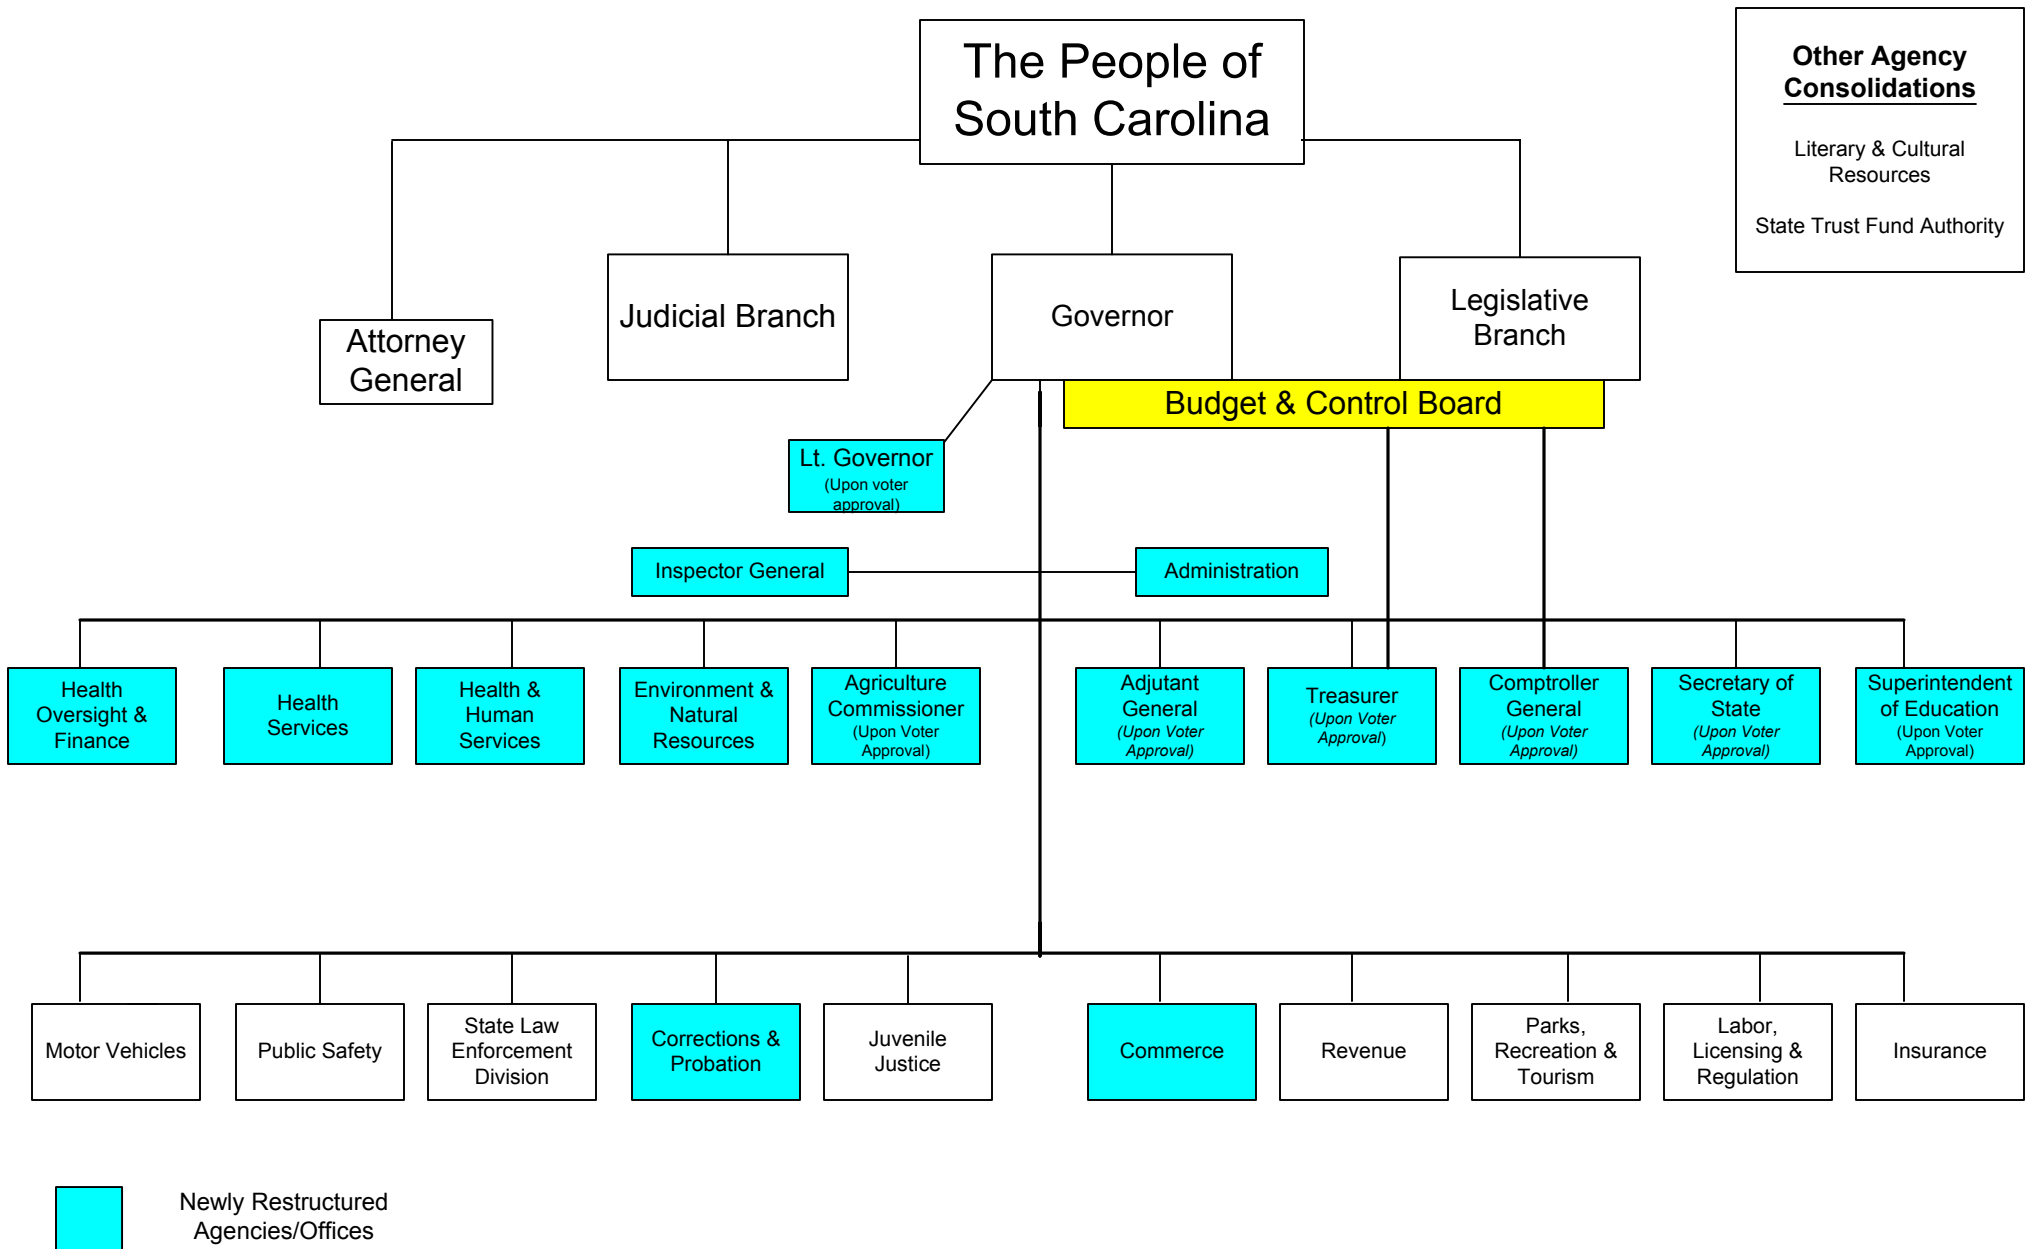 The People of
South Carolina
Other Agency
Consolidations
Literary & Cultural
Resources
State Trust Fund Authority
Attorney
General
Judicial Branch
Governor
Legislative
Branch
Budget & Control Board
Lt. Governor
(Upon voter
approval)
Inspector General
Administration
Health
Oversight &
Finance
Health
Services
Health &
Human
Services
Environment &
Natural
Resources
Agriculture
Commissioner
(Upon Voter
Approval)
Adjutant
General
(Upon Voter
Approval)
Treasurer
(Upon Voter
Approval)
Comptroller
General
(Upon Voter
Approval)
Secretary of
State
(Upon Voter
Approval)
Superintendent
of Education
(Upon Voter
Approval)
Motor Vehicles
Public Safety
State Law
Enforcement
Division
Corrections &
Probation
Juvenile
Justice
Commerce
Revenue
Parks,
Recreation &
Tourism
Labor,
Licensing &
Regulation
Insurance
Newly Restructured
Agencies/Offices